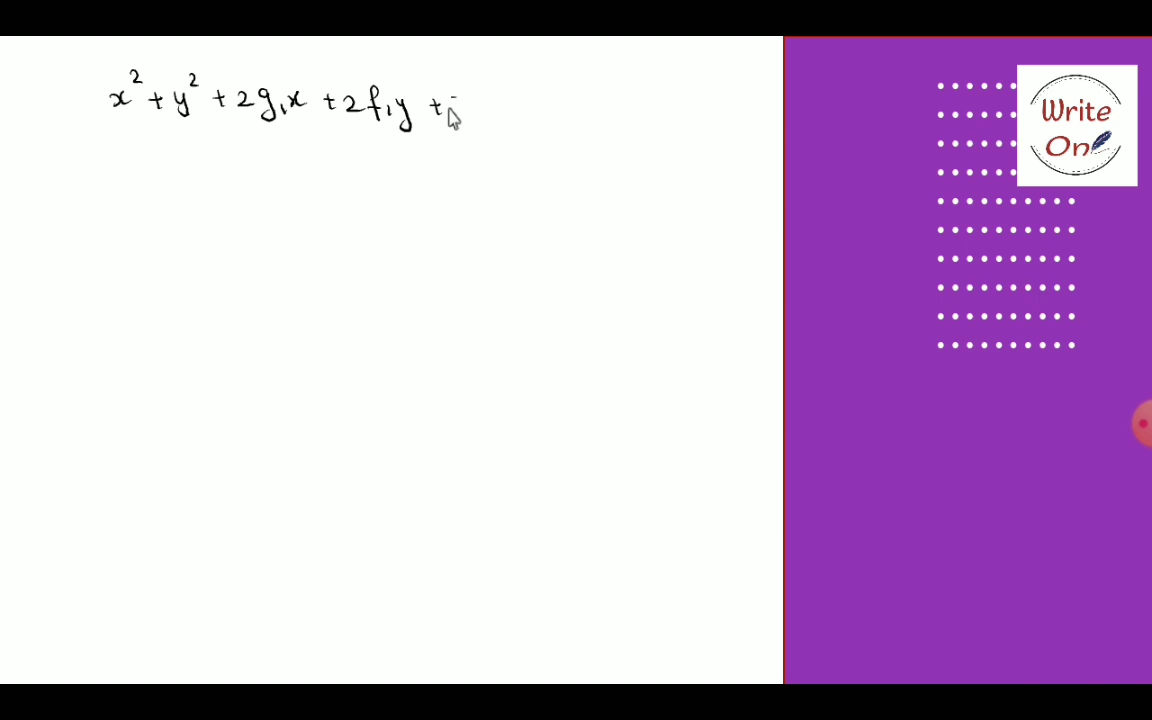 x² + y² + 2g₁x + 2f₁y +
Write
On